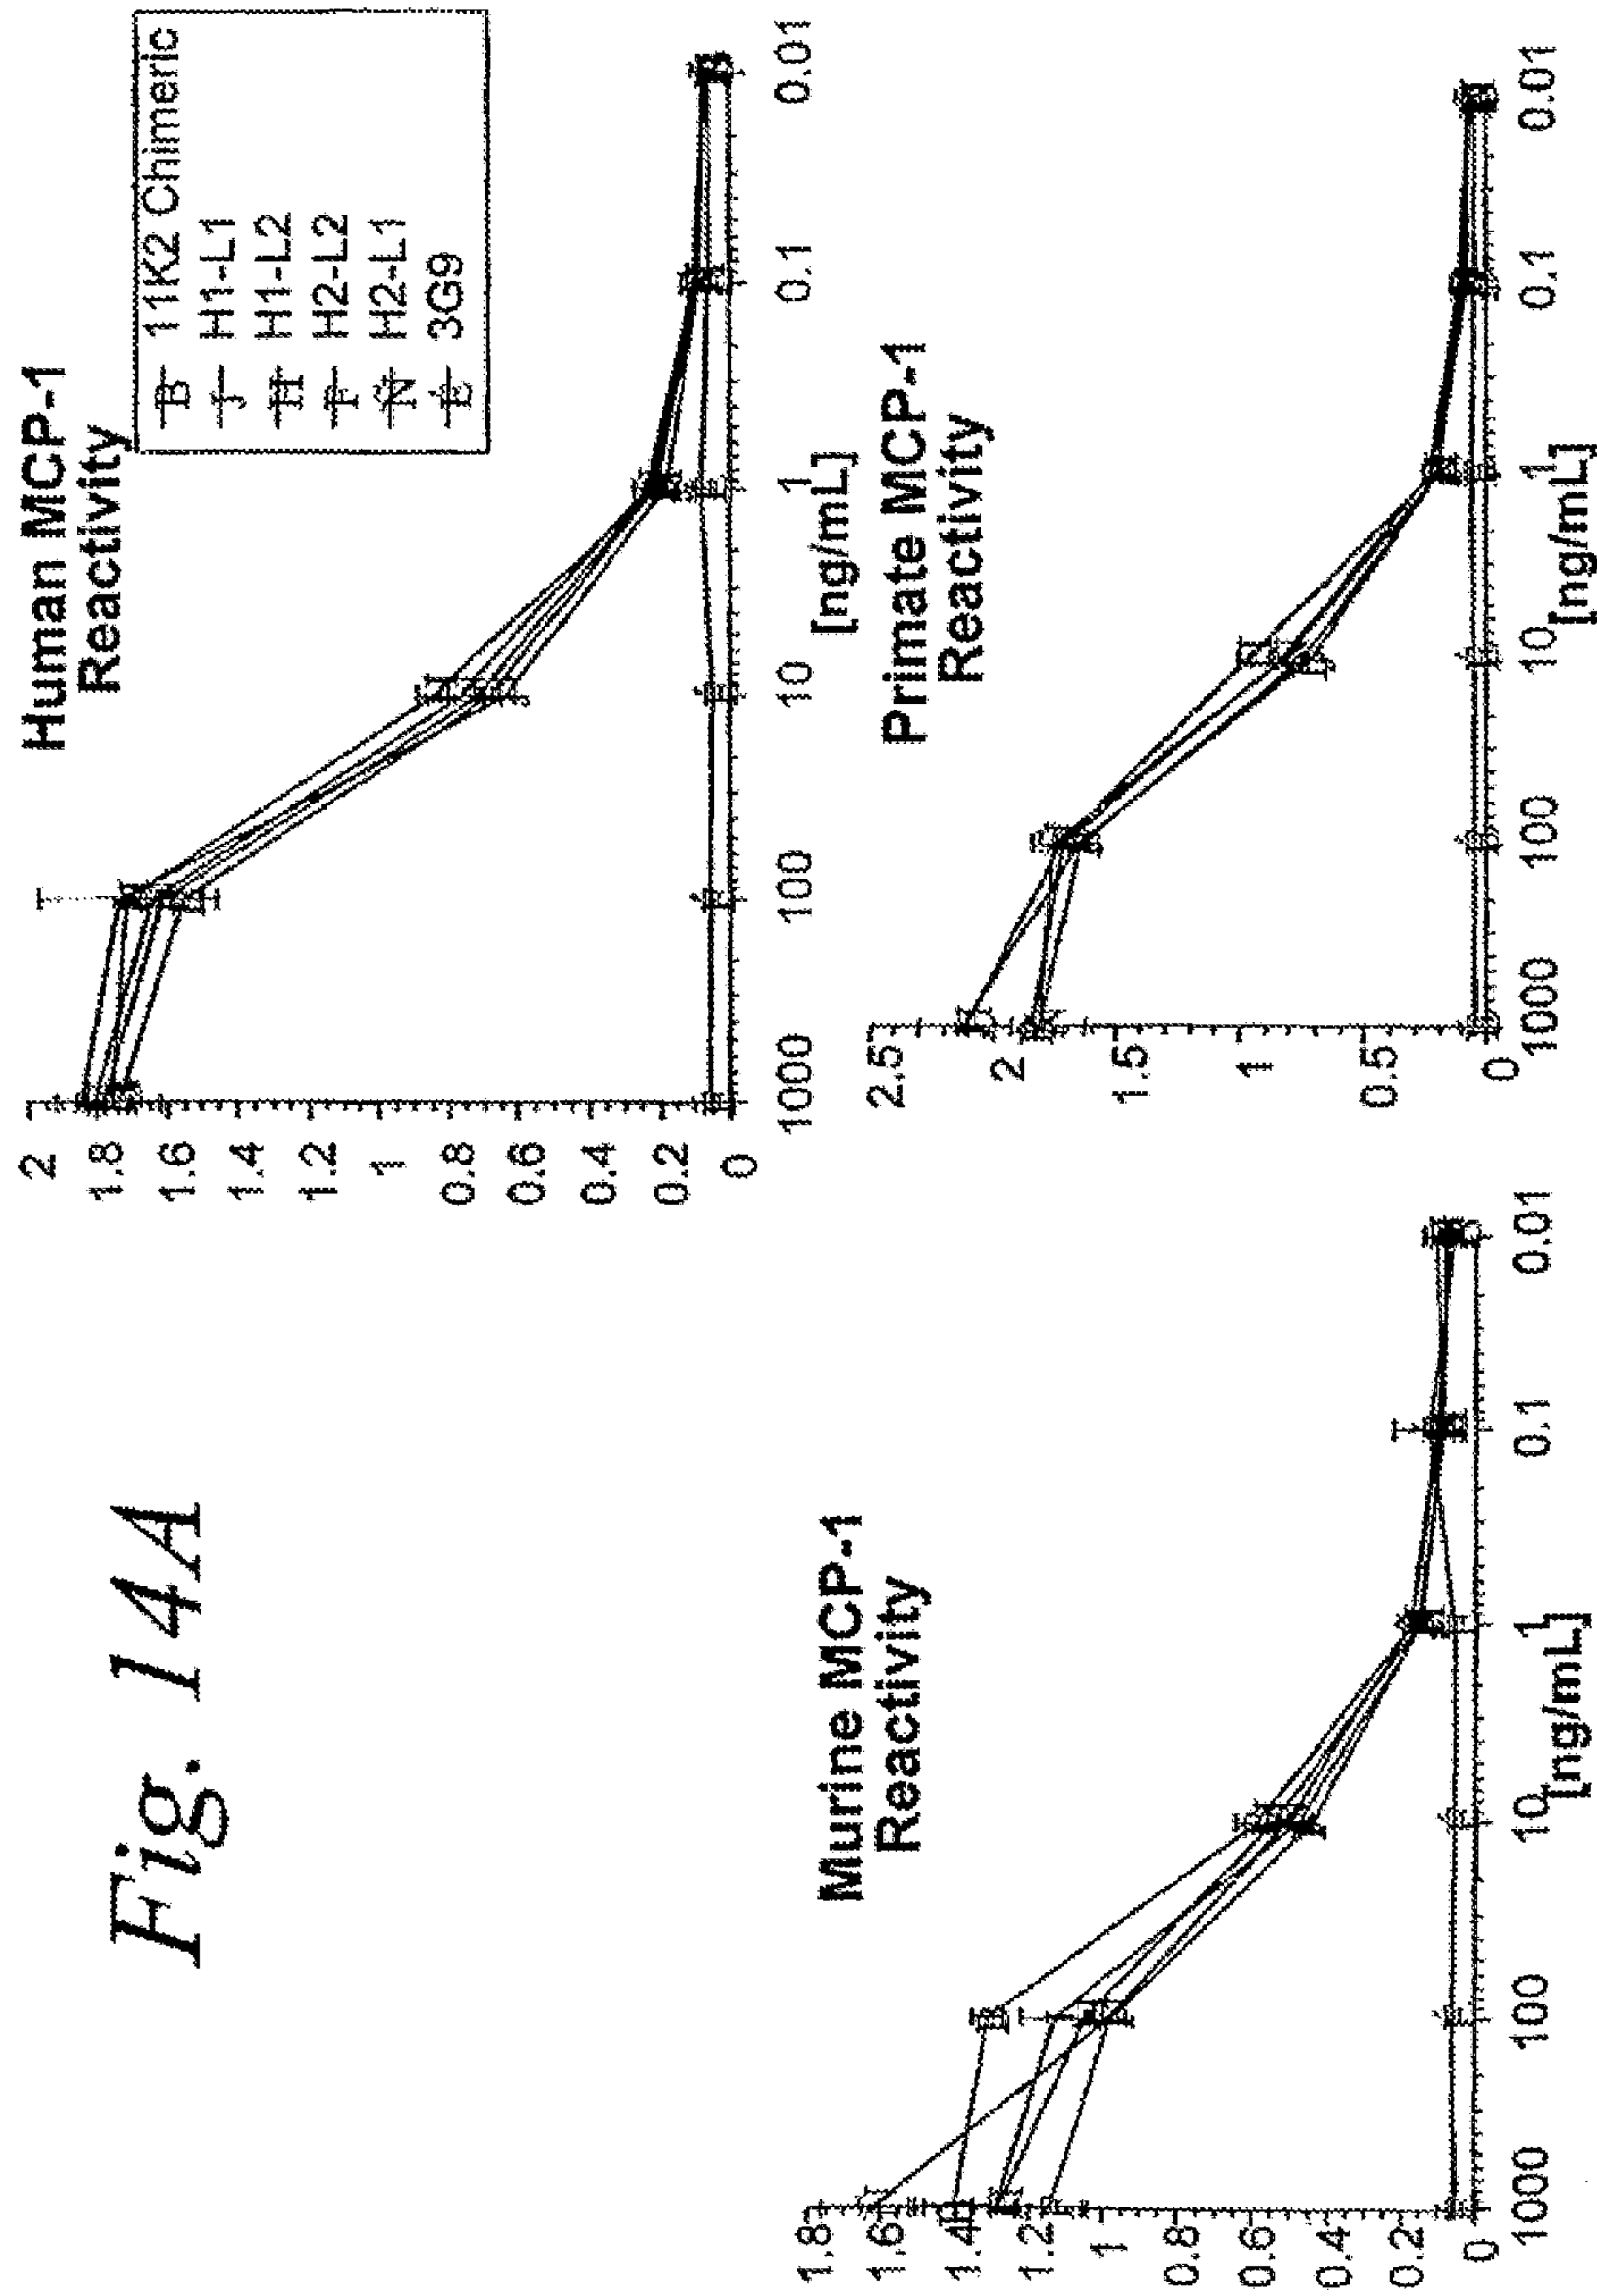 Fig. 14A
Human MCP-1
Reactivity
11K2 Chimeric
H1-L1
H1-L2
H2-L2
H2-L1
3G9
2
1.8
1.6
1.4
1.2
1
0.8
0.6
0.4
0.2
0
1000
100
10
1
0.1
0.01
[ng/mL]
Murine MCP-1
Reactivity
1.8
1.6
1.4
1.2
1
0.8
0.6
0.4
0.2
0
1000
100
10
1
0.1
0.01
[ng/mL]
Primate MCP-1
Reactivity
2.5
2
1.5
1
0.5
0
1000
100
10
1
0.1
0.01
[ng/mL]